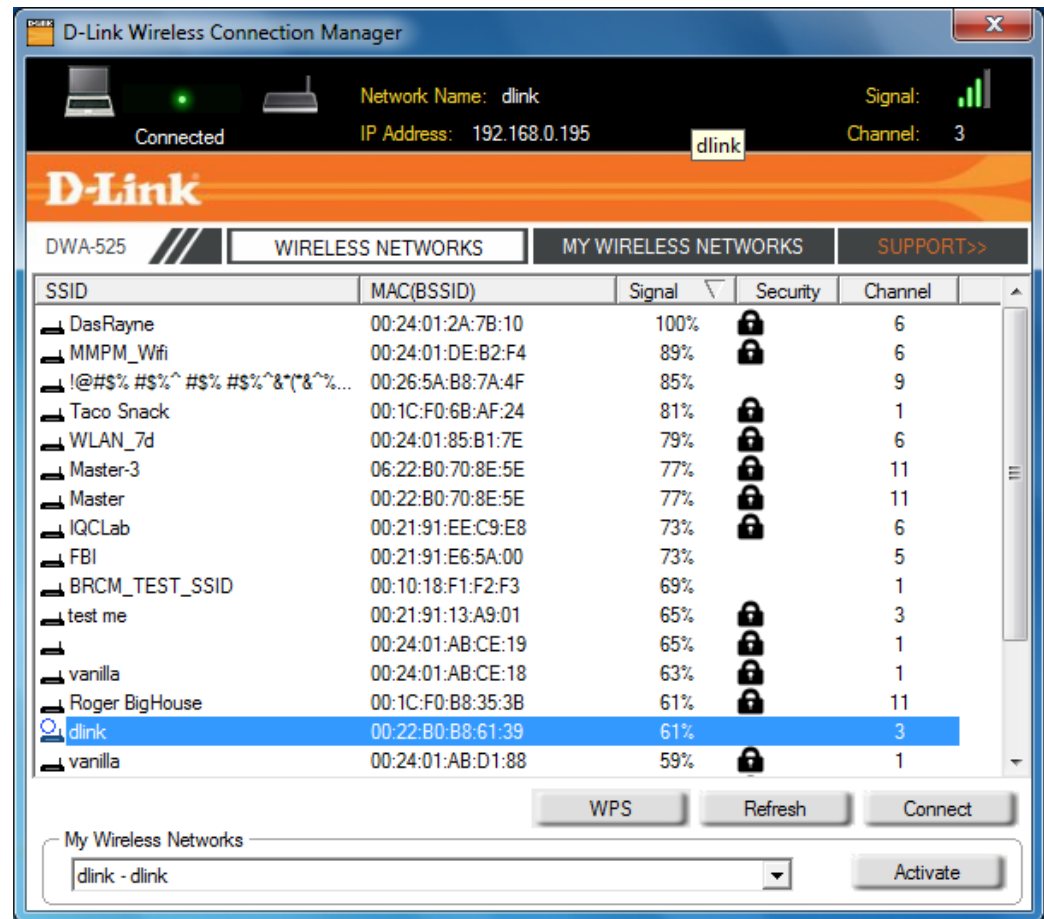 D-Link Wireless Connection Manager
Network Name: dlink Signal:
Connected IP Address: 192.168.0.195 Channel: 3
dlink
D-Link
DWA-525 WIRELESS NETWORKS MY WIRELESS NETWORKS SUPPORT>>
SSID MAC(BSSID) Signal Security Channel
DasRayne 00:24:01:2A:7B:10 100% 6
MMPM_Wifi 00:24:01:DE:B2:F4 89% 6
!@#$% #$%^ #$% #$%^&*(*&^%... 00:26:5A:B8:7A:4F 85% 9
Taco Snack 00:1C:F0:6B:AF:24 81% 1
WLAN_7d 00:24:01:85:B1:7E 79% 6
Master-3 06:22:B0:70:8E:5E 77% 11
Master 00:22:B0:70:8E:5E 77% 11
IQCLab 00:21:91:EE:C9:E8 73% 6
FBI 00:21:91:E6:5A:00 73% 5
BRCM_TEST_SSID 00:10:18:F1:F2:F3 69% 1
test me 00:21:91:13:A9:01 65% 3
00:24:01:AB:CE:19 65% 1
vanilla 00:24:01:AB:CE:18 63% 1
Roger BigHouse 00:1C:F0:B8:35:3B 61% 11
dlink 00:22:B0:B8:61:39 61% 3
vanilla 00:24:01:AB:D1:88 59% 1
WPS Refresh Connect
My Wireless Networks
dlink - dlink Activate